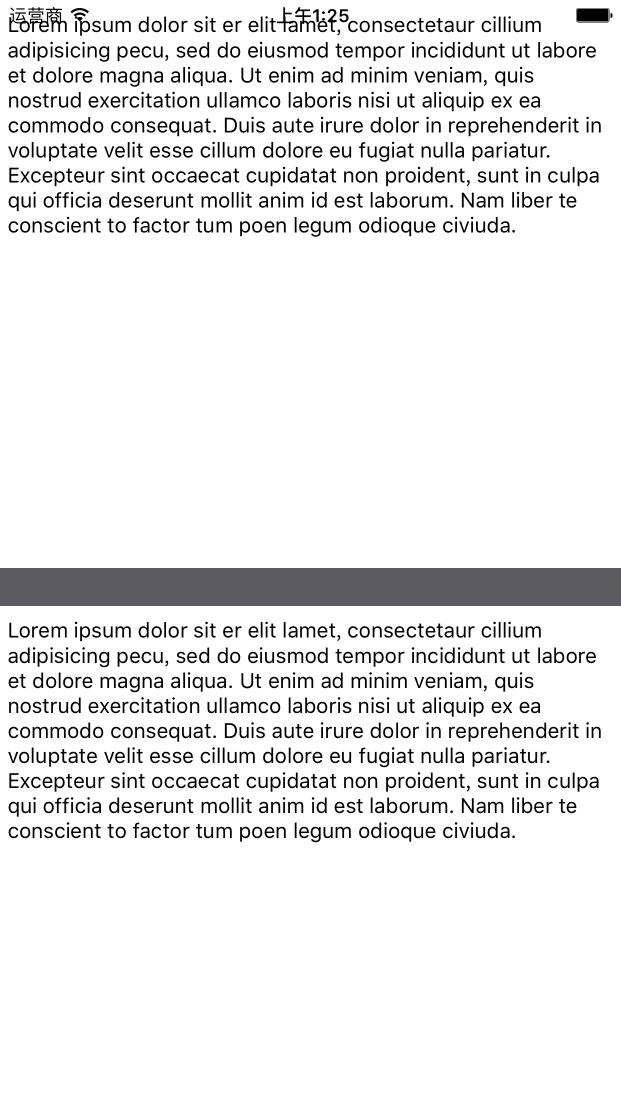 运营商 上午1:25
Lorem ipsum dolor sit er elit lamet, consectetaur cillium
adipisicing pecu, sed do eiusmod tempor incididunt ut labore
et dolore magna aliqua. Ut enim ad minim veniam, quis
nostrud exercitation ullamco laboris nisi ut aliquip ex ea
commodo consequat. Duis aute irure dolor in reprehenderit in
voluptate velit esse cillum dolore eu fugiat nulla pariatur.
Excepteur sint occaecat cupidatat non proident, sunt in culpa
qui officia deserunt mollit anim id est laborum. Nam liber te
conscient to factor tum poen legum odioque civiuda.
Lorem ipsum dolor sit er elit lamet, consectetaur cillium
adipisicing pecu, sed do eiusmod tempor incididunt ut labore
et dolore magna aliqua. Ut enim ad minim veniam, quis
nostrud exercitation ullamco laboris nisi ut aliquip ex ea
commodo consequat. Duis aute irure dolor in reprehenderit in
voluptate velit esse cillum dolore eu fugiat nulla pariatur.
Excepteur sint occaecat cupidatat non proident, sunt in culpa
qui officia deserunt mollit anim id est laborum. Nam liber te
conscient to factor tum poen legum odioque civiuda.